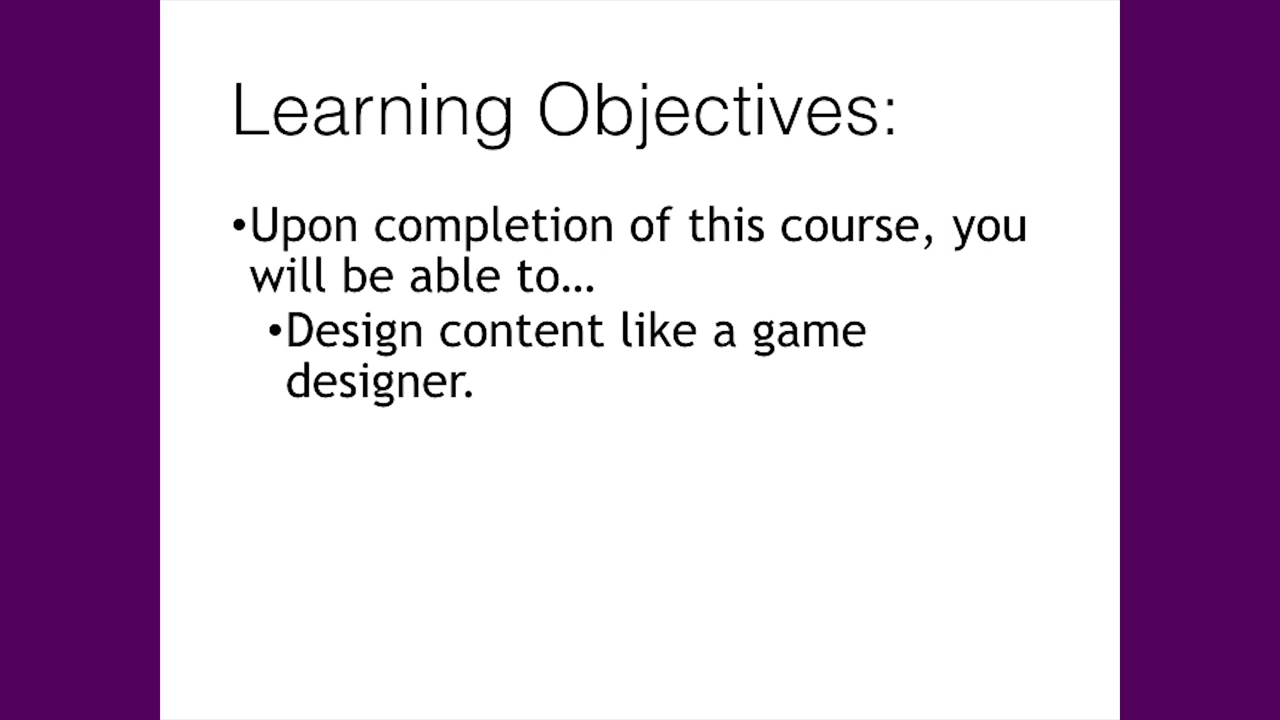 Learning Objectives:
•Upon completion of this course, you
will be able to…
•Design content like a game
designer.